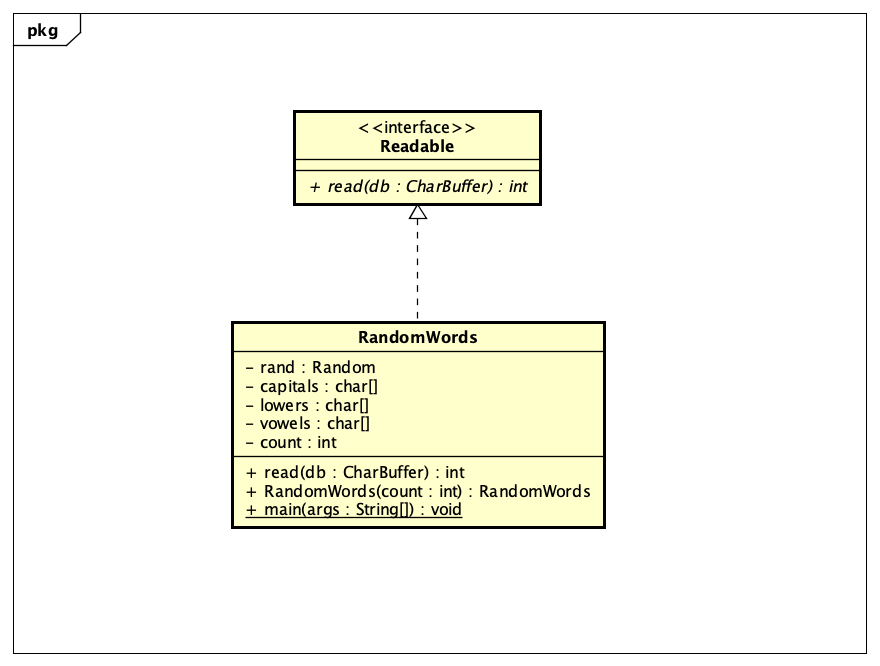 pkg
<<interface>>
Readable
+ read(db : CharBuffer) : int
RandomWords
- rand : Random
- capitals : char[]
- lowers : char[]
- vowels : char[]
- count : int
+ read(db : CharBuffer) : int
+ RandomWords(count : int) : RandomWords
+ main(args : String[]) : void